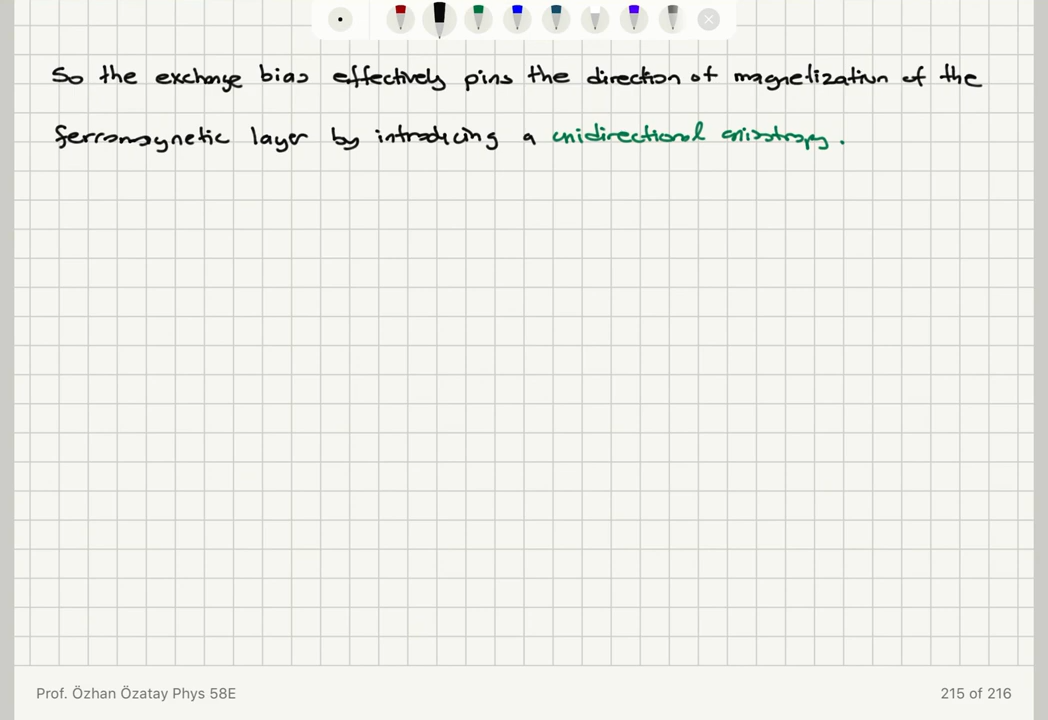 So the exchange bias effectively pins the direction of magnetization of the
ferromagnetic layer by introducing a unidirectional anisotropy.
Prof. Özhan Özatay Phys 58E
215 of 216